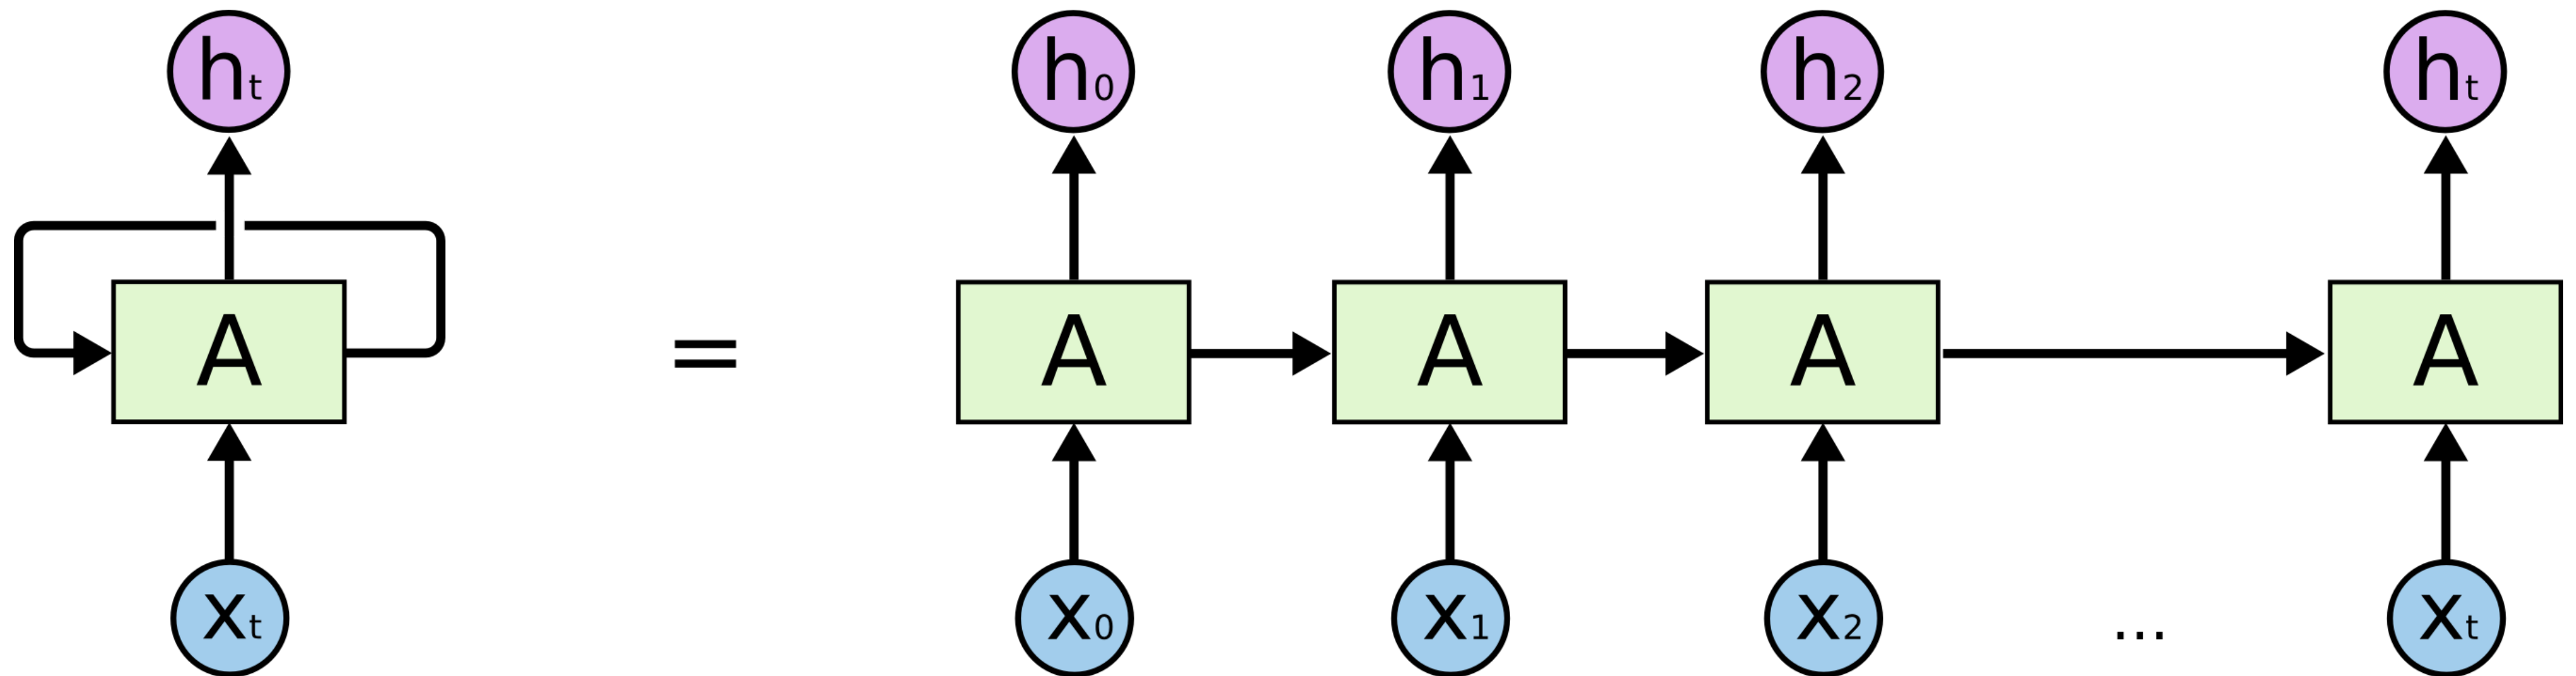 ht h0 h1 h2 ht
A = A A A A
xt x0 x1 x2 ... xt